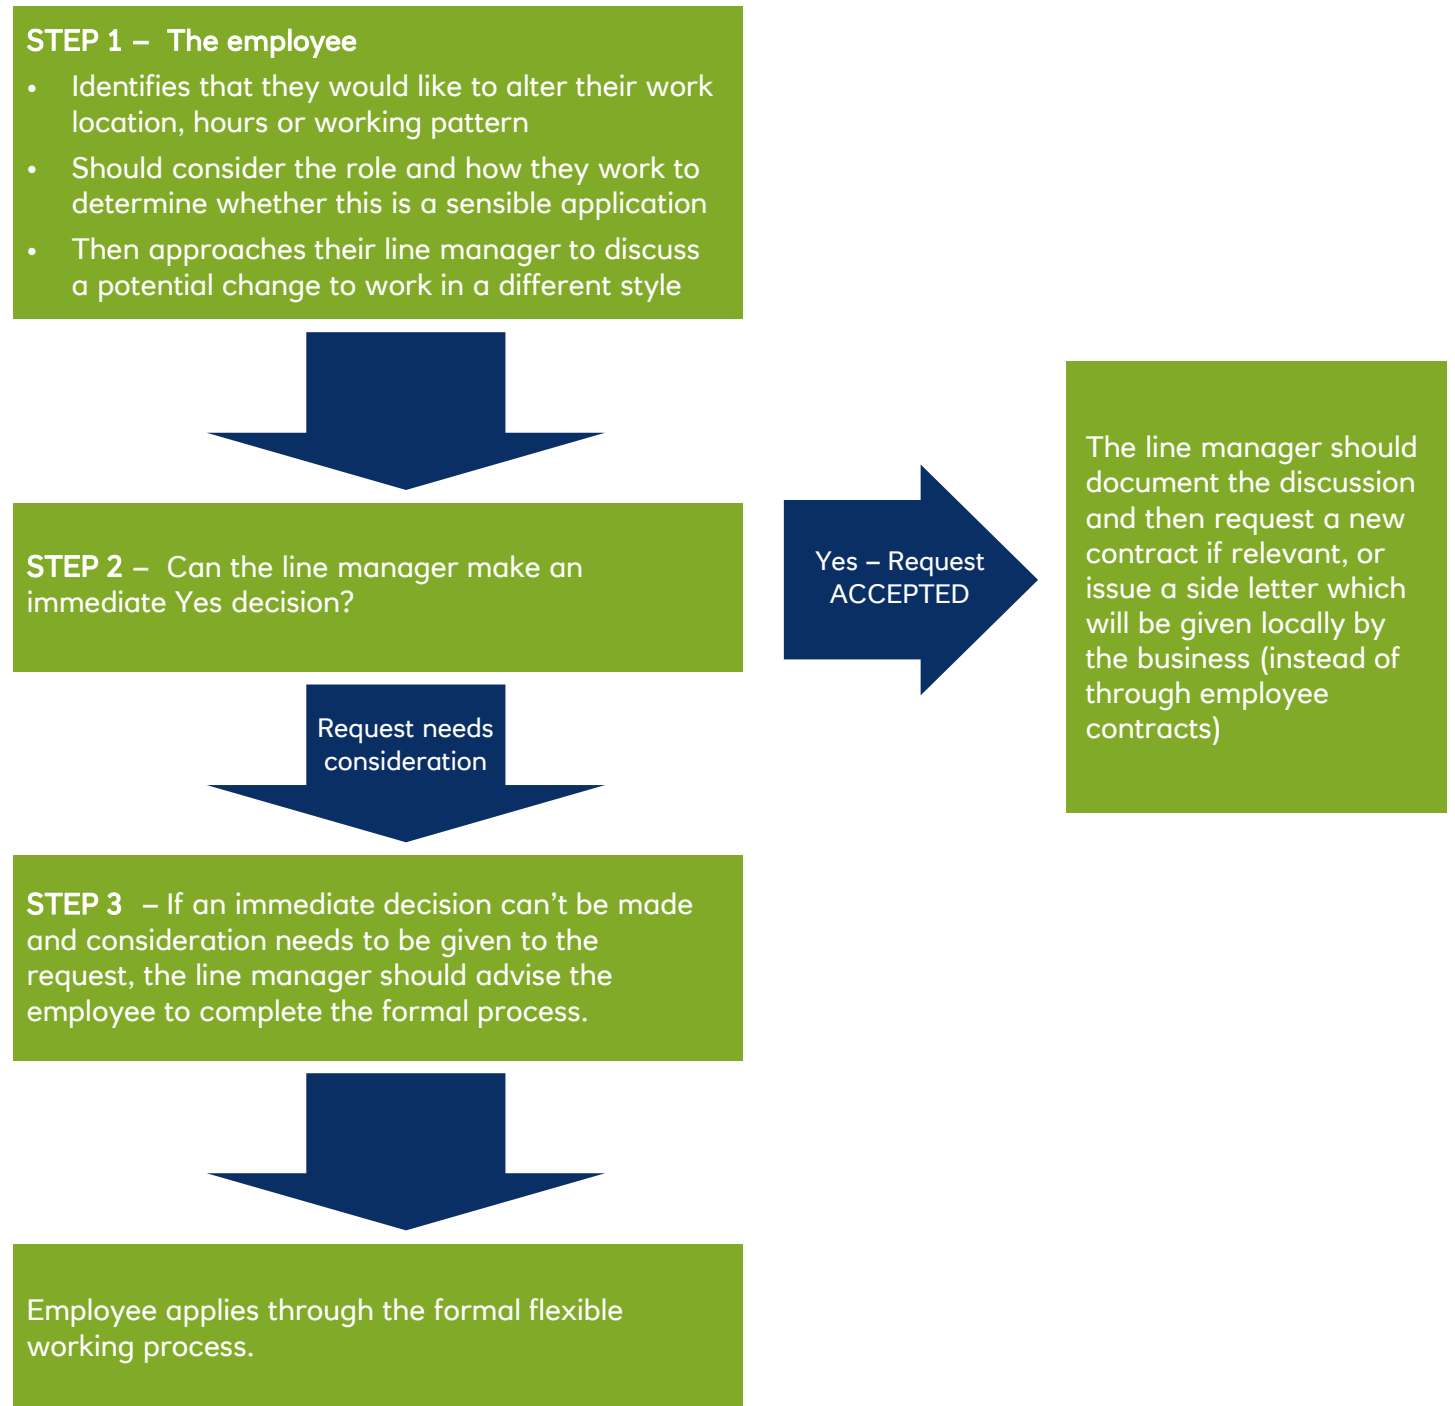 STEP 1 – The employee
• Identifies that they would like to alter their work
location, hours or working pattern
• Should consider the role and how they work to
determine whether this is a sensible application
• Then approaches their line manager to discuss
a potential change to work in a different style
STEP 2 – Can the line manager make an
immediate Yes decision?
Yes – Request
ACCEPTED
The line manager should
document the discussion
and then request a new
contract if relevant, or
issue a side letter which
will be given locally by
the business (instead of
through employee
contracts)
Request needs
consideration
STEP 3 – If an immediate decision can’t be made
and consideration needs to be given to the
request, the line manager should advise the
employee to complete the formal process.
Employee applies through the formal flexible
working process.